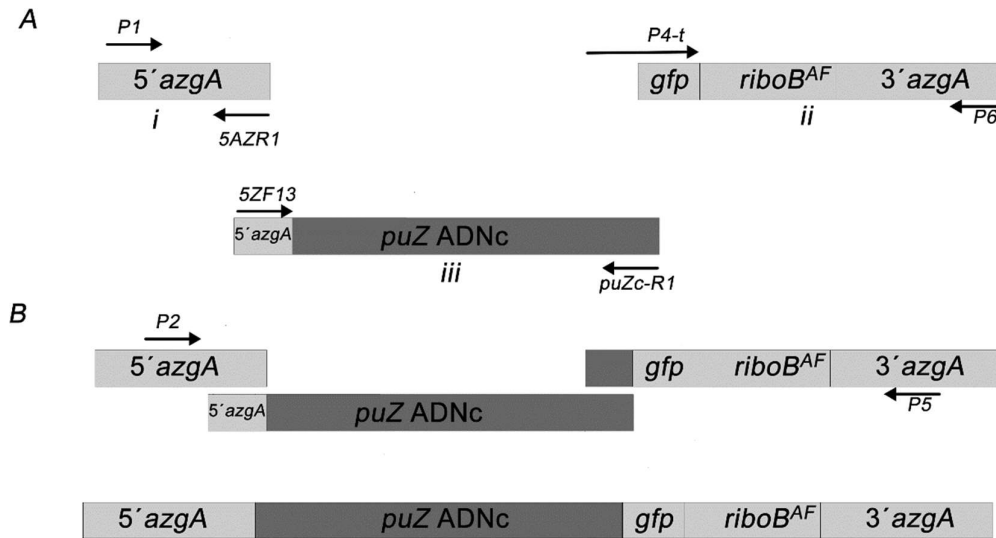 A
P1
P4-t
5´azgA
gfp
riboB^AF
3´azgA
i
5AZR1
ii
P6
5ZF13
5´azgA
puZ ADNc
iii
puZc-R1
B
P2
5´azgA
gfp
riboB^AF
3´azgA
5´azgA
puZ ADNc
P5
5´azgA
puZ ADNc
gfp
riboB^AF
3´azgA